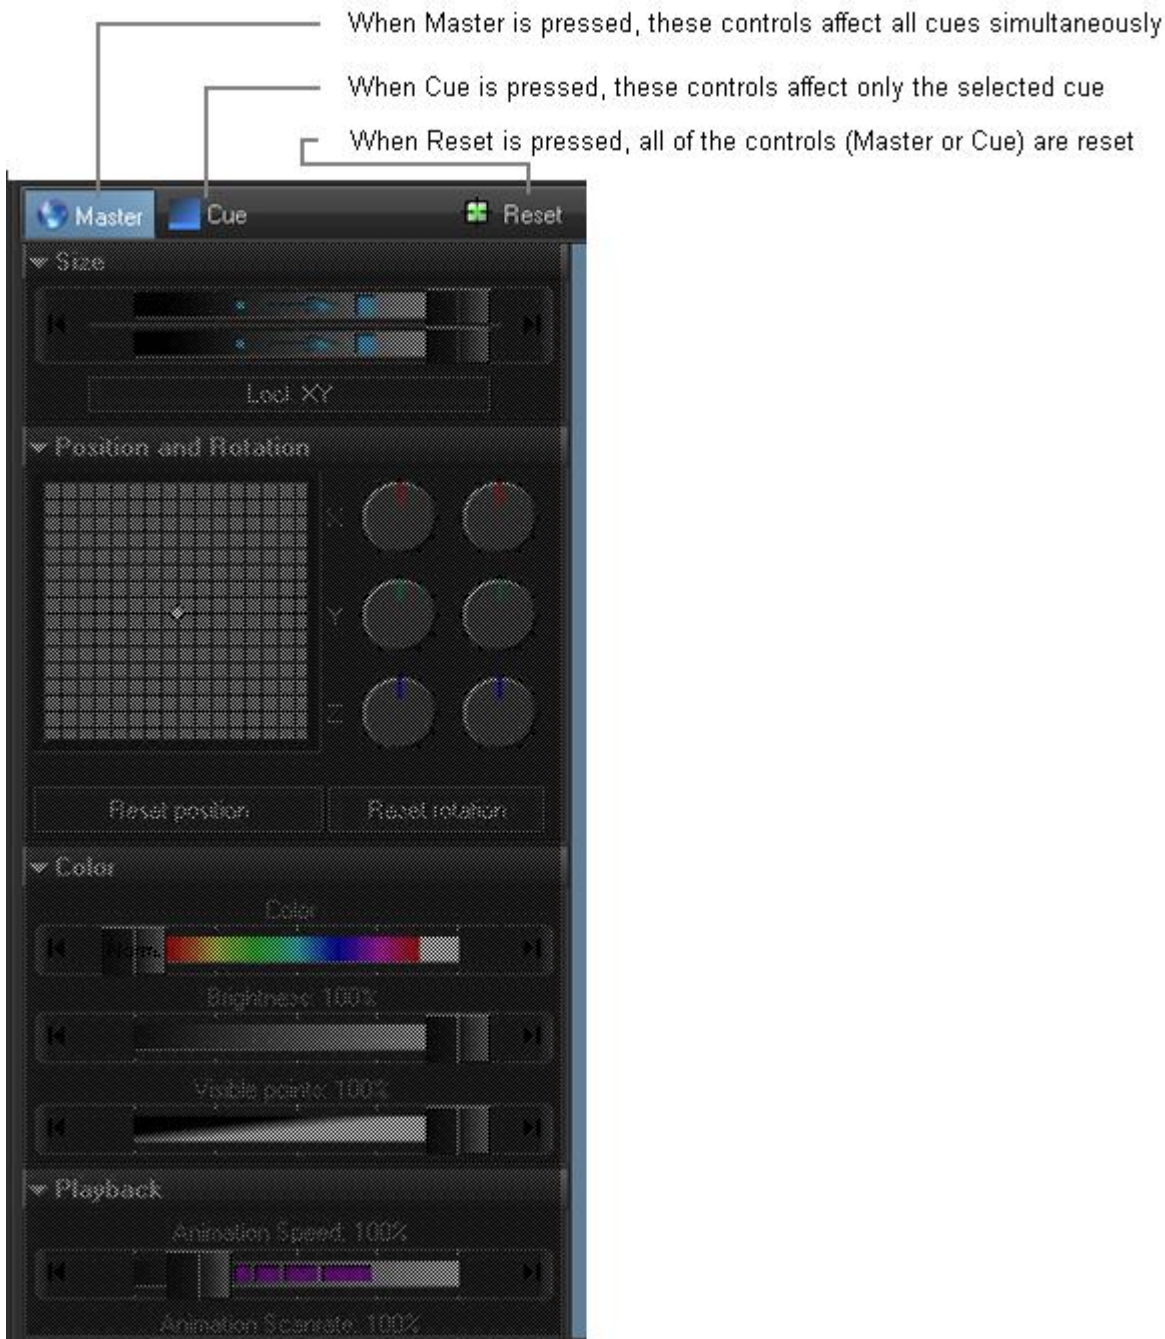 When Master is pressed, these controls affect all cues simultaneously
When Cue is pressed, these controls affect only the selected cue
When Reset is pressed, all of the controls (Master or Cue) are reset
Master Cue Reset
Size
Lock XY
Position and Rotation
X
Y
Z
Reset position Reset rotation
Color
Color
Norm.
Brightness: 100%
Visible points: 100%
Playback
Animation Speed: 100%
Animation Scanrate: 100%